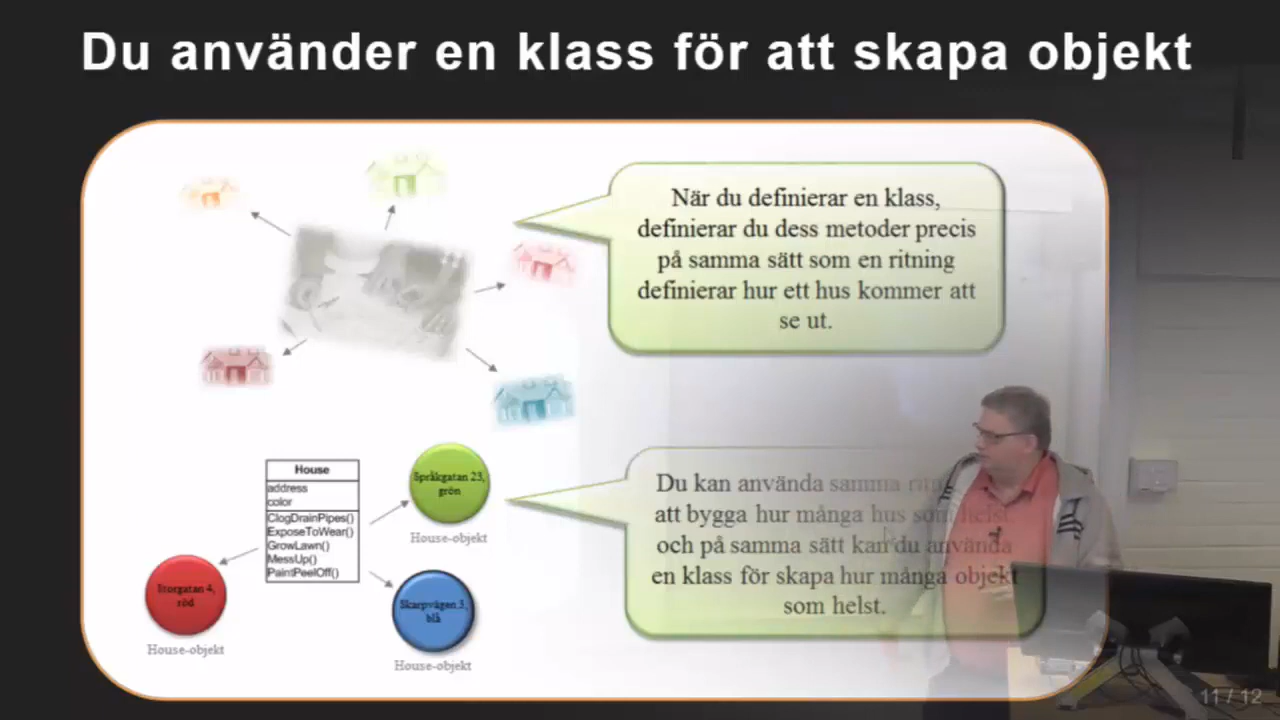 Du använder en klass för att skapa objekt
När du definierar en klass,
definierar du dess metoder precis
på samma sätt som en ritning
definierar hur ett hus kommer att
se ut.
House
address
color
ClogDrainPipes()
ExposeToWear()
GrowLawn()
MessUp()
PaintPeelOff()
Språkgatan 23,
grön
House-objekt
Storgatan 4,
röd
House-objekt
Skarpvägen 3,
blå
House-objekt
Du kan använda samma
att bygga hur många hus som helst
och på samma sätt kan du använda
en klass för skapa hur många objekt
som helst.
11 / 12